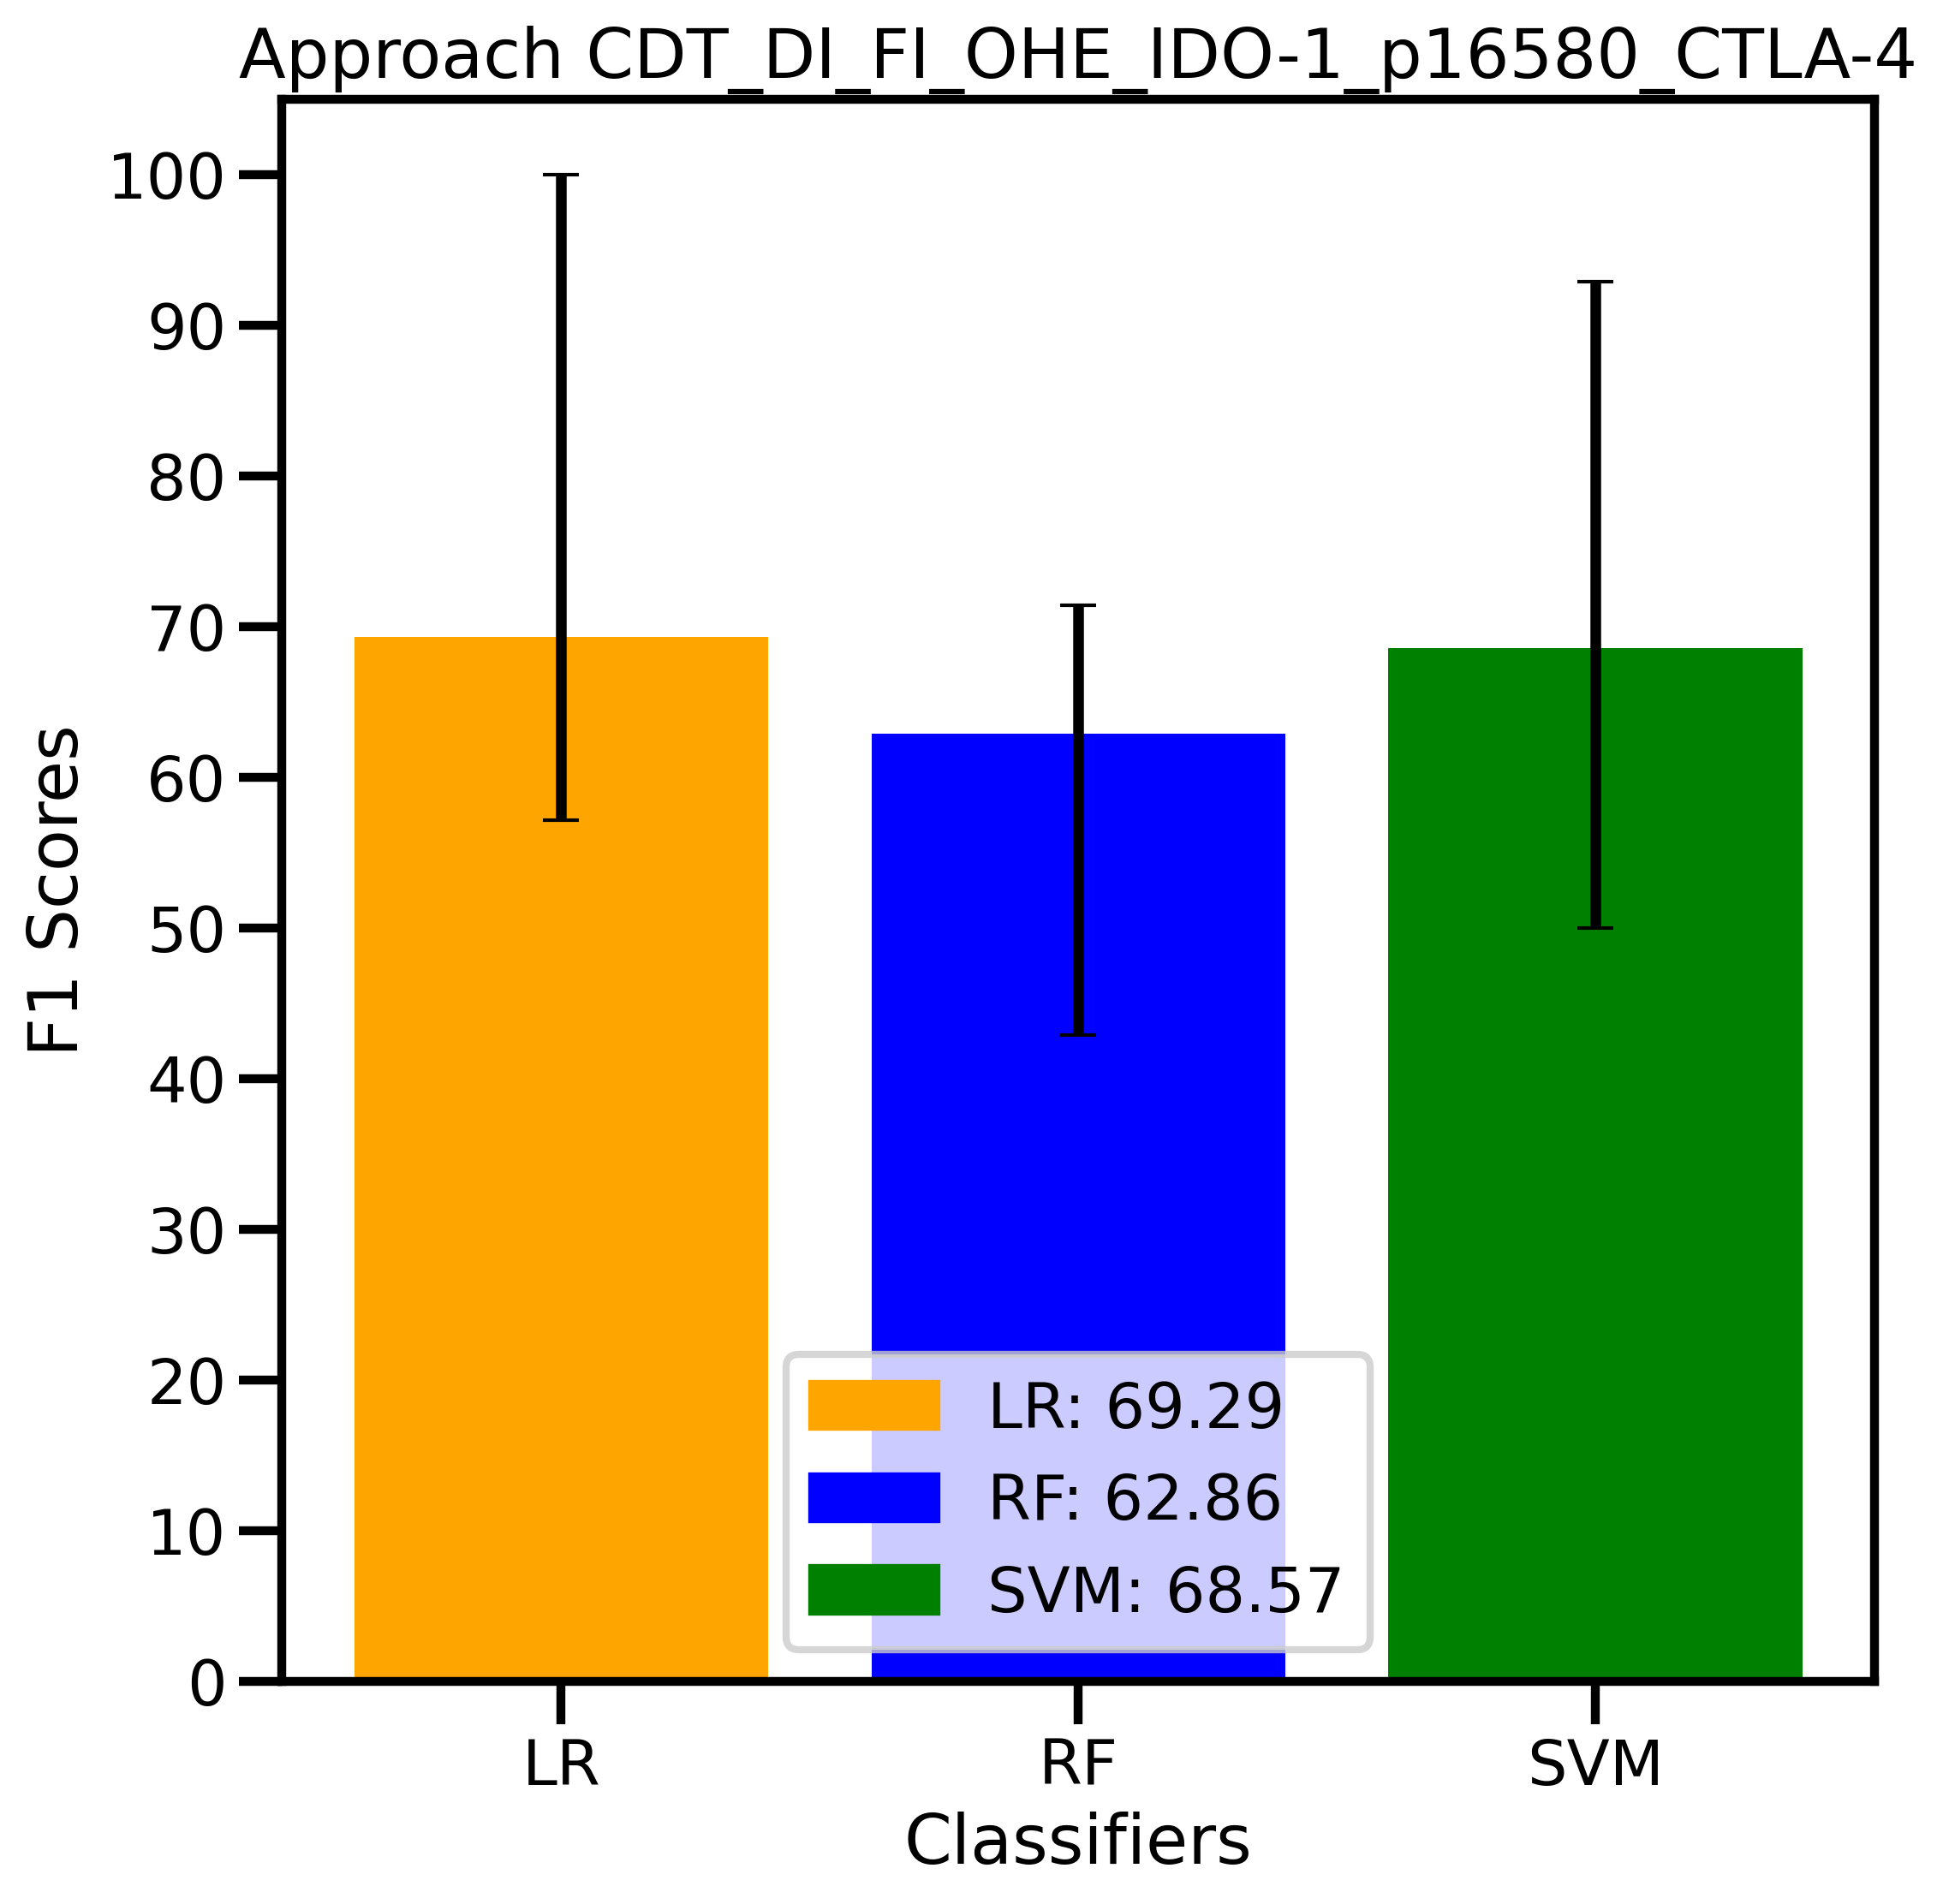 Approach CDT_DI_FI_OHE_IDO-1_p16580_CTLA-4
100
90
80
70
60
50
40
30
20
10
0
F1 Scores
LR: 69.29
RF: 62.86
SVM: 68.57
LR RF SVM
Classifiers